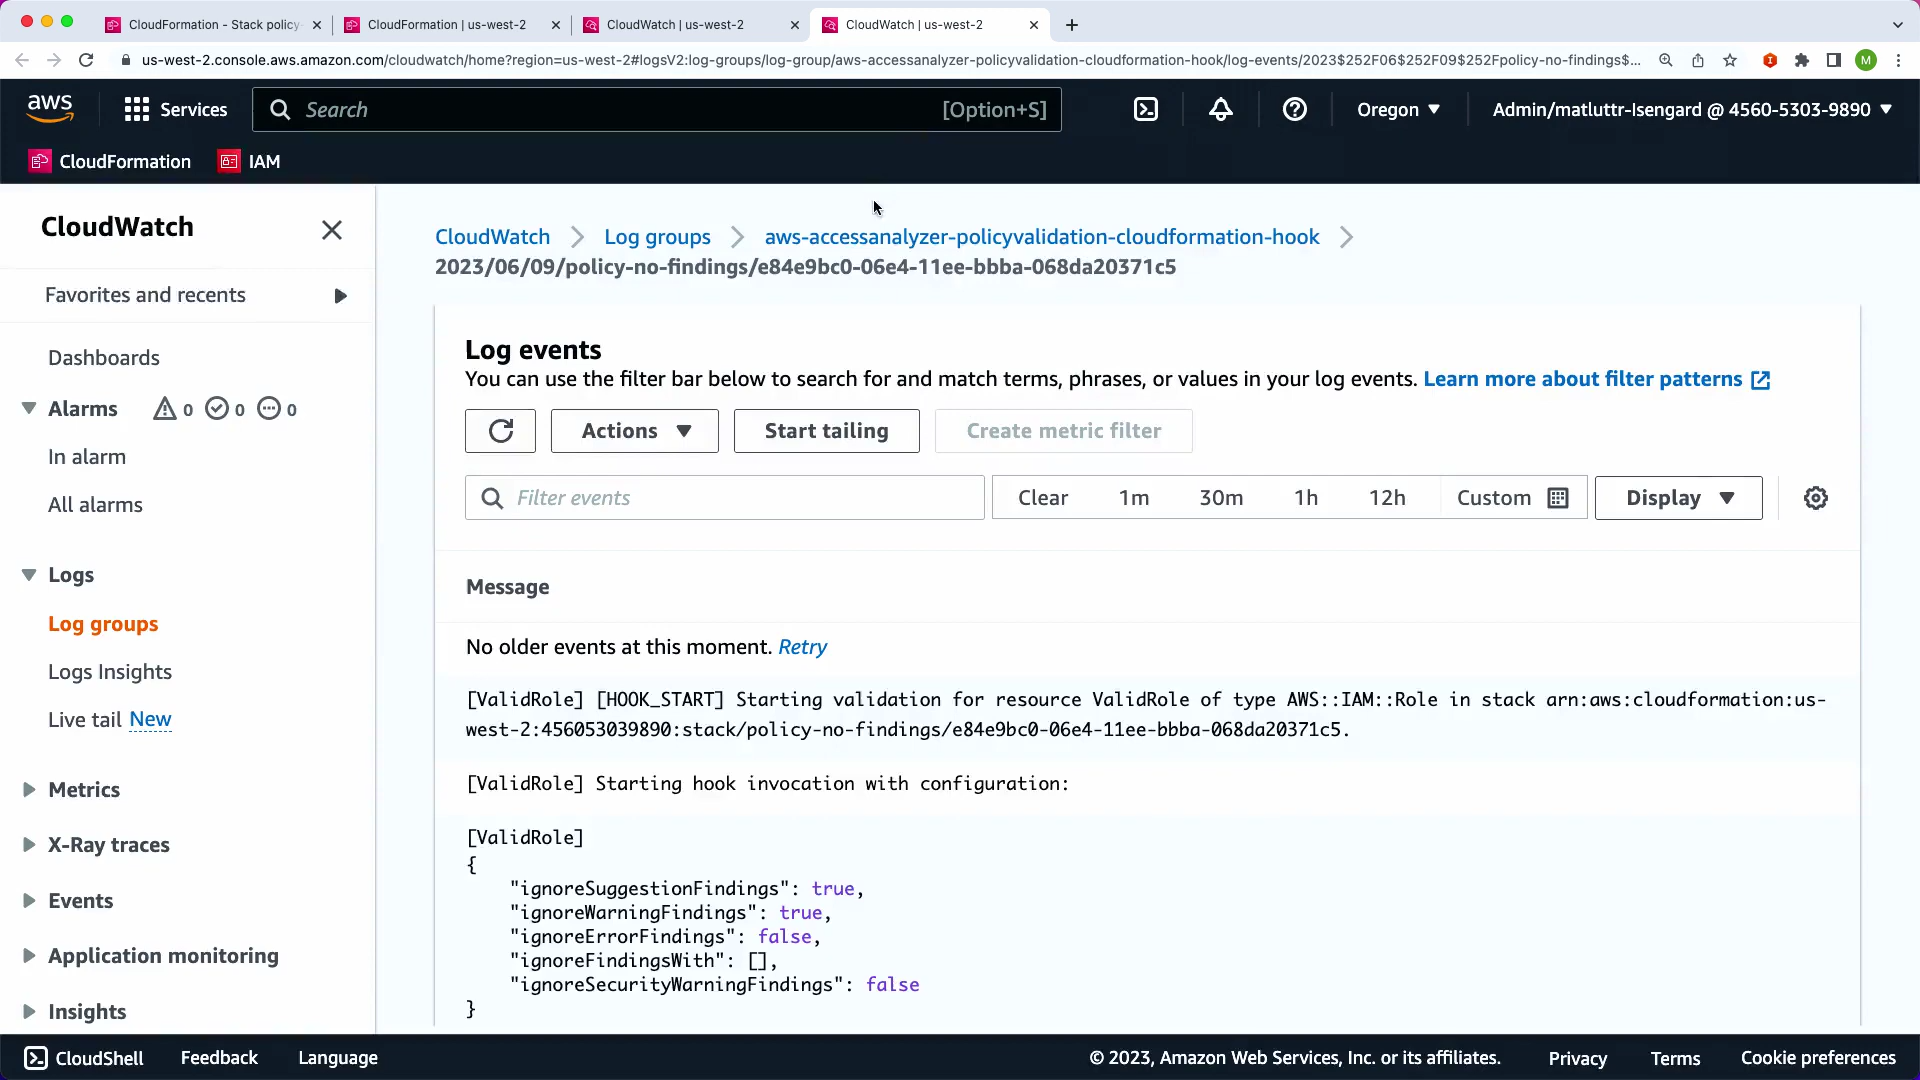 CloudFormation - Stack policy-
CloudFormation | us-west-2
CloudWatch | us-west-2
CloudWatch | us-west-2
us-west-2.console.aws.amazon.com/cloudwatch/home?region=us-west-2#logsV2:log-groups/log-group/aws-accessanalyzer-policyvalidation-cloudformation-hook/log-events/2023$252F06$252F09$252Fpolicy-no-findings$...
M
aws
Services
Search
[Option+S]
Oregon
Admin/matluttr-Isengard @ 4560-5303-9890
CloudFormation
IAM
CloudWatch
Favorites and recents
Dashboards
Alarms
0
0
0
In alarm
All alarms
Logs
Log groups
Logs Insights
Live tail New
Metrics
X-Ray traces
Events
Application monitoring
Insights
CloudWatch
Log groups
aws-accessanalyzer-policyvalidation-cloudformation-hook
2023/06/09/policy-no-findings/e84e9bc0-06e4-11ee-bbba-068da20371c5
Log events
You can use the filter bar below to search for and match terms, phrases, or values in your log events. Learn more about filter patterns
Actions
Start tailing
Create metric filter
Filter events
Clear
1m
30m
1h
12h
Custom
Display
Message
No older events at this moment. Retry
[ValidRole] [HOOK_START] Starting validation for resource ValidRole of type AWS::IAM::Role in stack arn:aws:cloudformation:us-
west-2:456053039890:stack/policy-no-findings/e84e9bc0-06e4-11ee-bbba-068da20371c5.
[ValidRole] Starting hook invocation with configuration:
[ValidRole]
{
"ignoreSuggestionFindings": true,
"ignoreWarningFindings": true,
"ignoreErrorFindings": false,
"ignoreFindingsWith": [],
"ignoreSecurityWarningFindings": false
}
CloudShell
Feedback
Language
© 2023, Amazon Web Services, Inc. or its affiliates.
Privacy
Terms
Cookie preferences